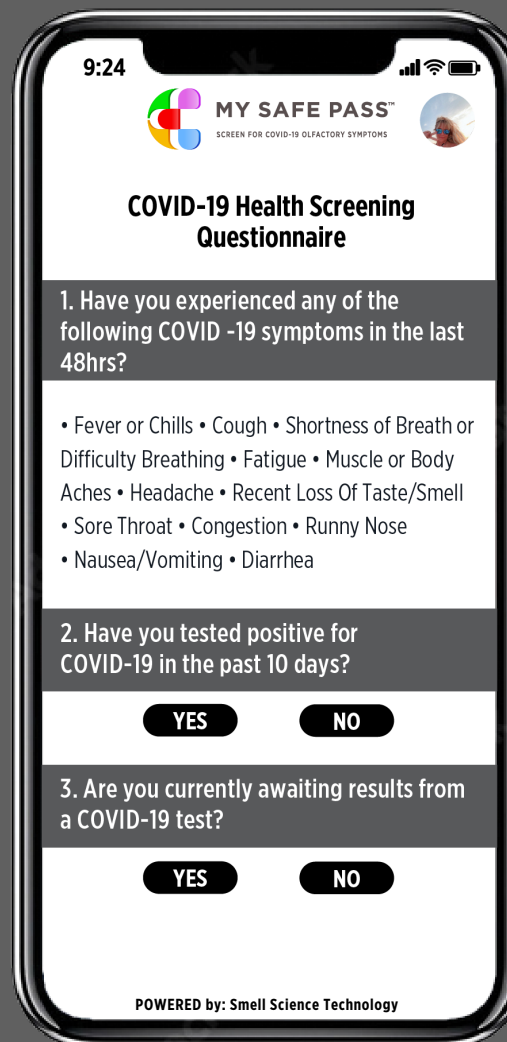 9:24
MY SAFE PASS™
SCREEN FOR COVID-19 OLFACTORY SYMPTOMS
COVID-19 Health Screening
Questionnaire
1. Have you experienced any of the
following COVID -19 symptoms in the last
48hrs?
• Fever or Chills • Cough • Shortness of Breath or
Difficulty Breathing • Fatigue • Muscle or Body
Aches • Headache • Recent Loss Of Taste/Smell
• Sore Throat • Congestion • Runny Nose
• Nausea/Vomiting • Diarrhea
2. Have you tested positive for
COVID-19 in the past 10 days?
YES NO
3. Are you currently awaiting results from
a COVID-19 test?
YES NO
POWERED by: Smell Science Technology